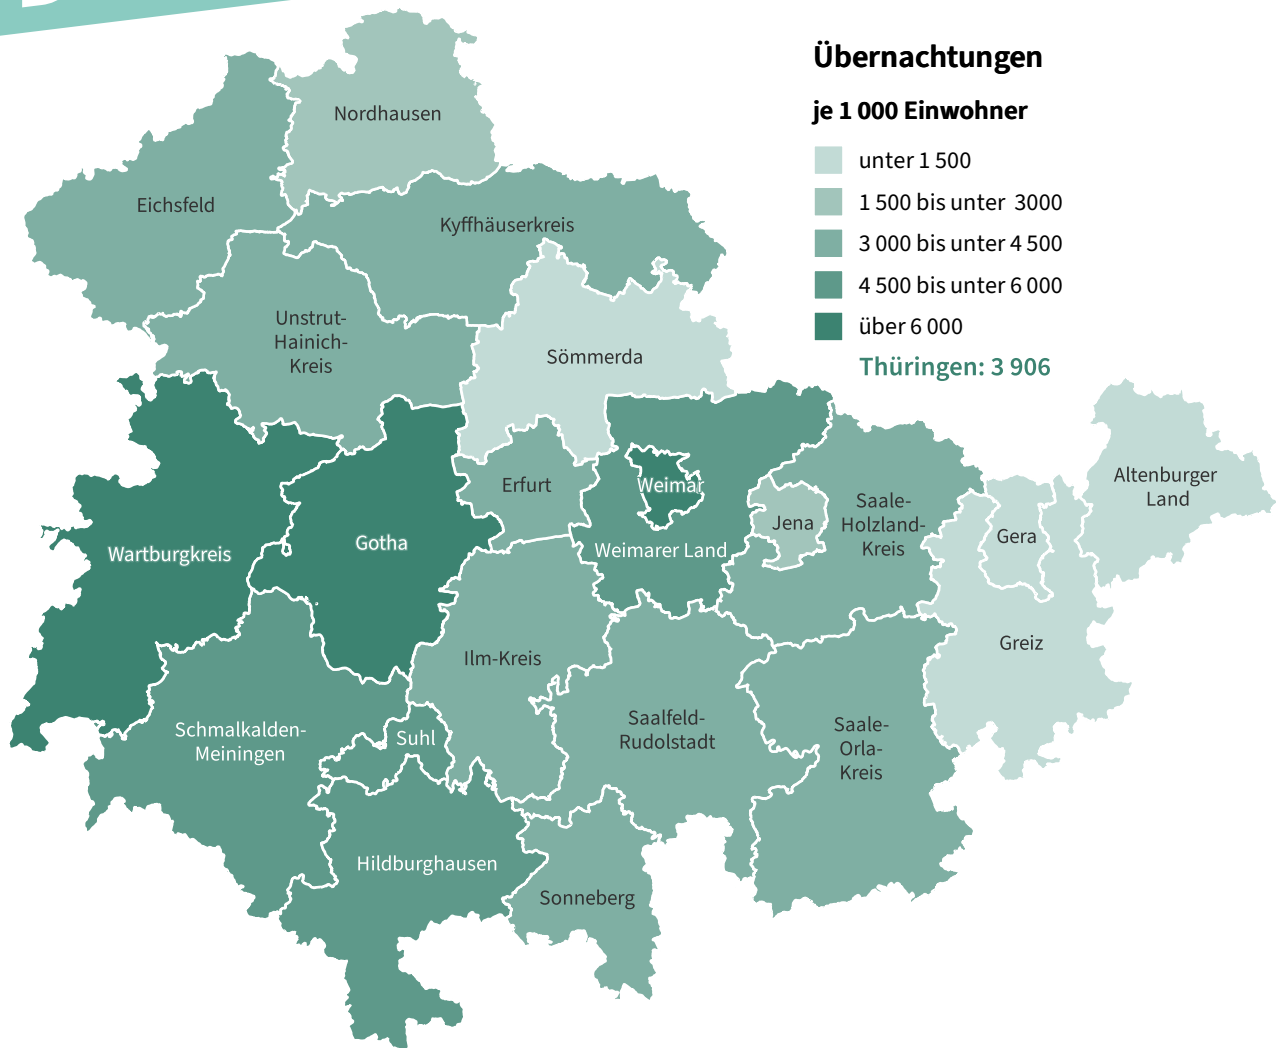 Übernachtungen
je 1 000 Einwohner
unter 1 500
1 500 bis unter 3000
3 000 bis unter 4 500
4 500 bis unter 6 000
über 6 000
Thüringen: 3 906
Nordhausen
Eichsfeld
Kyffhäuserkreis
Unstrut-
Hainich-
Kreis
Sömmerda
Altenburger
Land
Erfurt
Weimar
Saale-
Holzland-
Kreis
Jena
Gera
Wartburgkreis
Gotha
Weimarer Land
Greiz
Ilm-Kreis
Schmalkalden-
Meiningen
Suhl
Saalfeld-
Rudolstadt
Saale-
Orla-
Kreis
Hildburghausen
Sonneberg